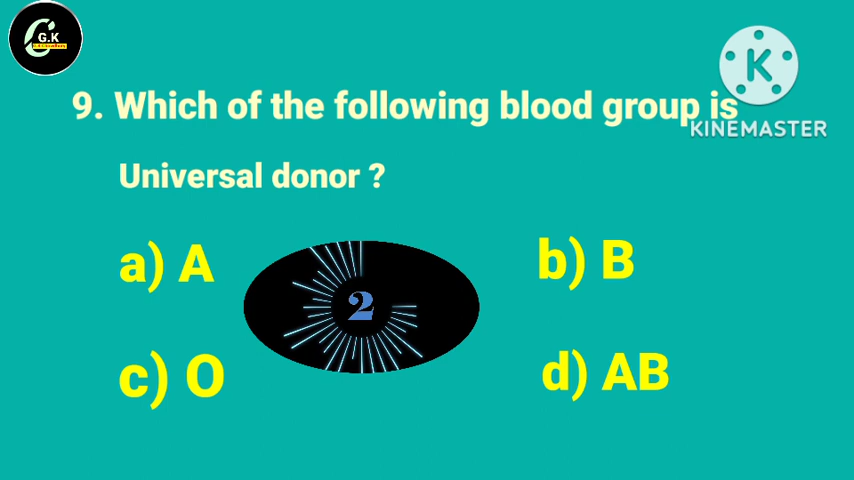 G.K
9. Which of the following blood group is
KINEMASTER
Universal donor ?
a) A
b) B
2
c) O
d) AB